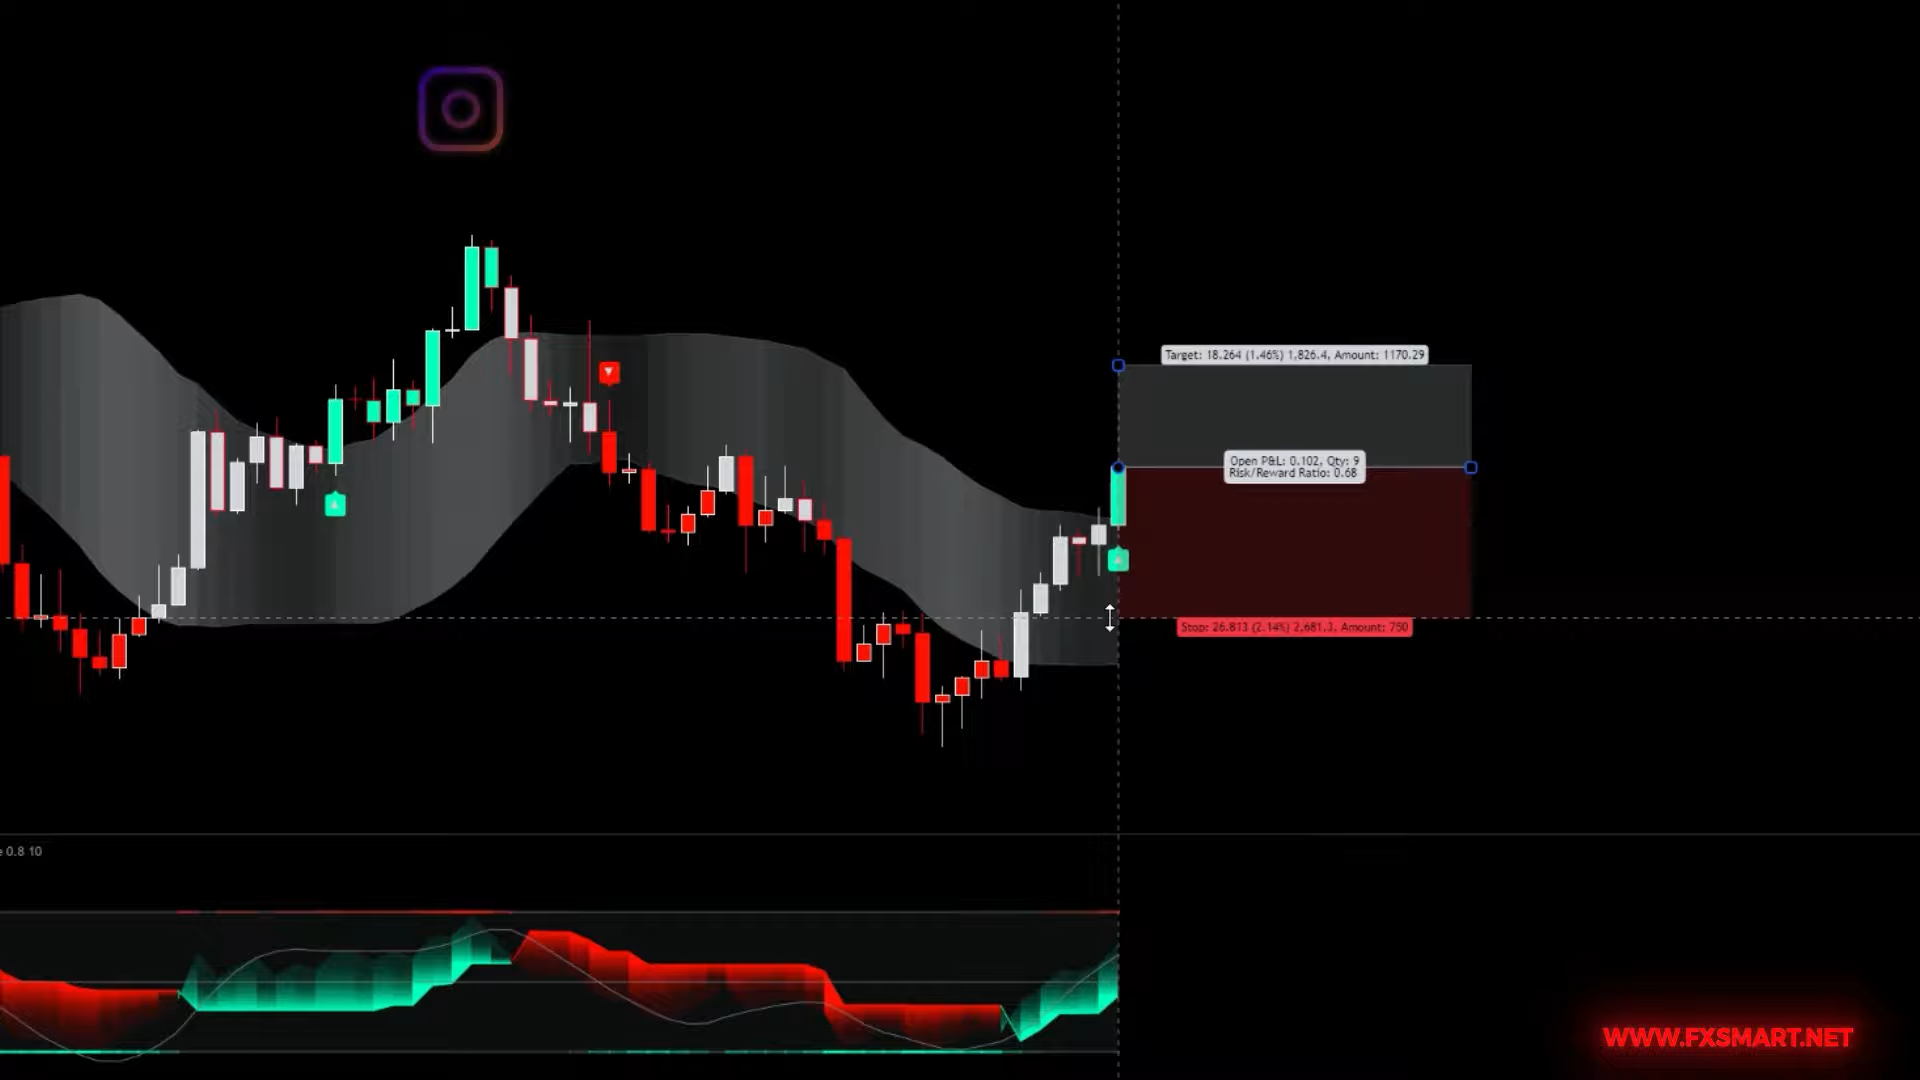 Target: 18.264 (1.46%) 1,826.4, Amount: 1170.29
Open P&L: 0.102, Qty: 9
Risk/Reward Ratio: 0.68
Stop: 26.813 (2.14%) 2,681.3, Amount: 750
e 0.8 10
WWW.FXSMART.NET